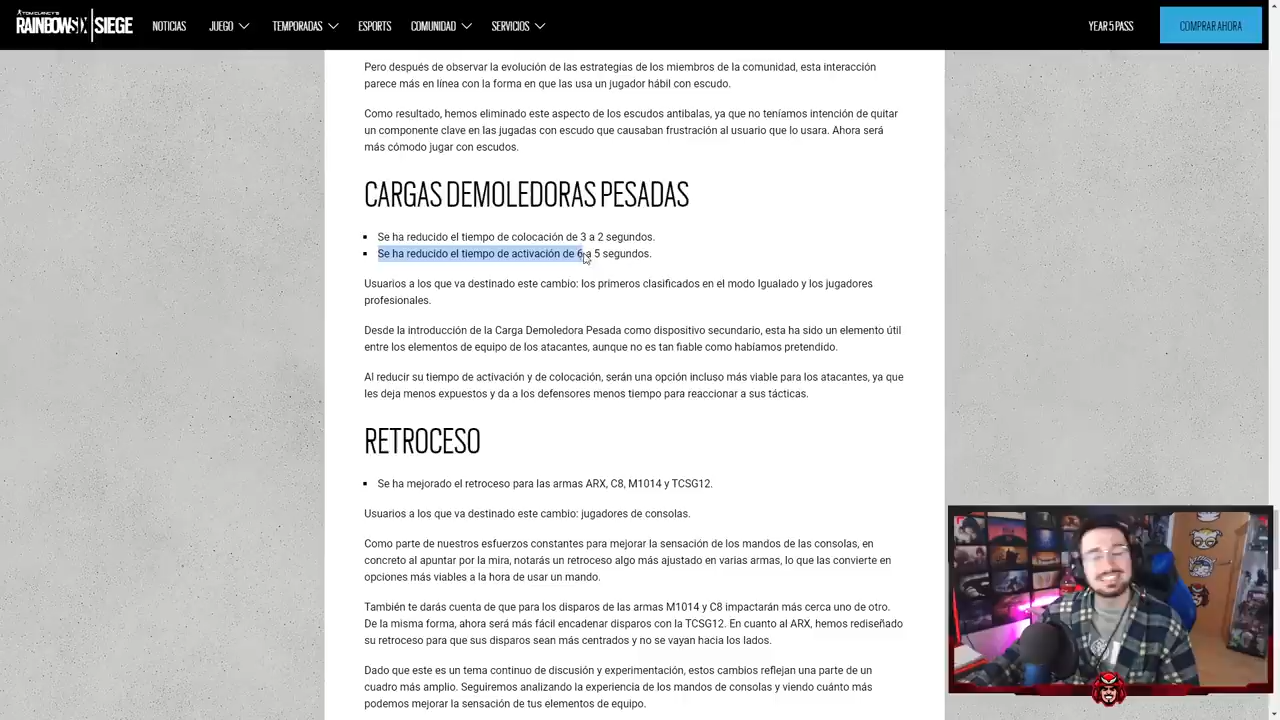 TOM CLANCY'S
RAINBOWSIX | SIEGE
NOTICIAS
JUEGO
TEMPORADAS
ESPORTS
COMUNIDAD
SERVICIOS
YEAR 5 PASS
COMPRAR AHORA
Pero después de observar la evolución de las estrategias de los miembros de la comunidad, esta interacción
parece más en línea con la forma en que las usa un jugador hábil con escudo.
Como resultado, hemos eliminado este aspecto de los escudos antibalas, ya que no teníamos intención de quitar
un componente clave en las jugadas con escudo que causaban frustración al usuario que lo usara. Ahora será
más cómodo jugar con escudos.
CARGAS DEMOLEDORAS PESADAS
Se ha reducido el tiempo de colocación de 3 a 2 segundos.
Se ha reducido el tiempo de activación de 6 a 5 segundos.
Usuarios a los que va destinado este cambio: los primeros clasificados en el modo Igualado y los jugadores
profesionales.
Desde la introducción de la Carga Demoledora Pesada como dispositivo secundario, esta ha sido un elemento útil
entre los elementos de equipo de los atacantes, aunque no es tan fiable como habíamos pretendido.
Al reducir su tiempo de activación y de colocación, serán una opción incluso más viable para los atacantes, ya que
les deja menos expuestos y da a los defensores menos tiempo para reaccionar a sus tácticas.
RETROCESO
Se ha mejorado el retroceso para las armas ARX, C8, M1014 y TCSG12.
Usuarios a los que va destinado este cambio: jugadores de consolas.
Como parte de nuestros esfuerzos constantes para mejorar la sensación de los mandos de las consolas, en
concreto al apuntar por la mira, notarás un retroceso algo más ajustado en varias armas, lo que las convierte en
opciones más viables a la hora de usar un mando.
También te darás cuenta de que para los disparos de las armas M1014 y C8 impactarán más cerca uno de otro.
De la misma forma, ahora será más fácil encadenar disparos con la TCSG12. En cuanto al ARX, hemos rediseñado
su retroceso para que sus disparos sean más centrados y no se vayan hacia los lados.
Dado que este es un tema continuo de discusión y experimentación, estos cambios reflejan una parte de un
cuadro más amplio. Seguiremos analizando la experiencia de los mandos de consolas y viendo cuánto más
podemos mejorar la sensación de tus elementos de equipo.